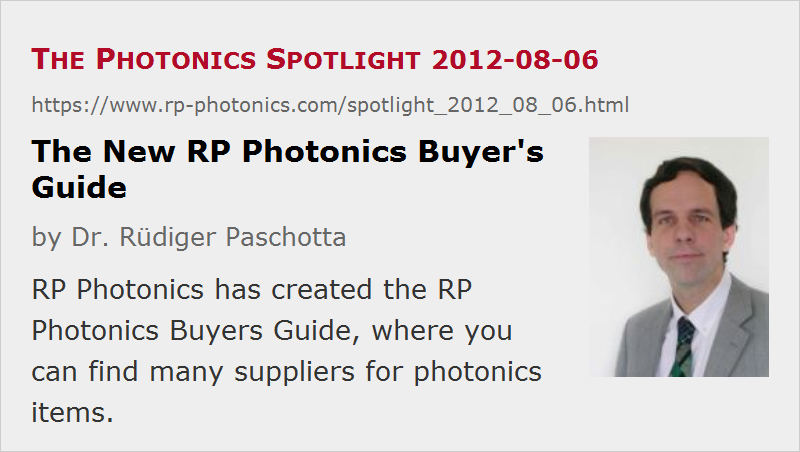 The Photonics Spotlight 2012-08-06
https://www.rp-photonics.com/spotlight_2012_08_06.html
The New RP Photonics Buyer's
Guide
by Dr. Rüdiger Paschotta
RP Photonics has created the RP
Photonics Buyers Guide, where you
can find many suppliers for photonics
items.